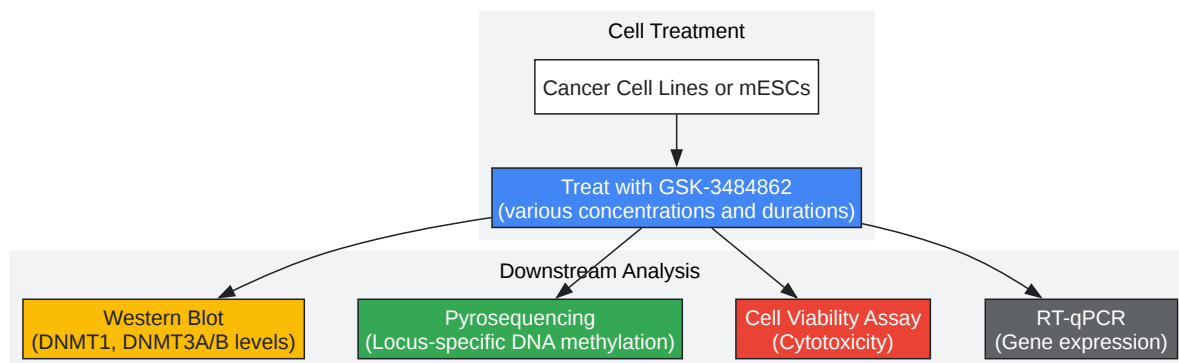 Cell Treatment
Cancer Cell Lines or mESCs
Treat with GSK-3484862
(various concentrations and durations)
Downstream Analysis
Western Blot
(DNMT1, DNMT3A/B levels)
Pyrosequencing
(Locus-specific DNA methylation)
Cell Viability Assay
(Cytotoxicity)
RT-qPCR
(Gene expression)